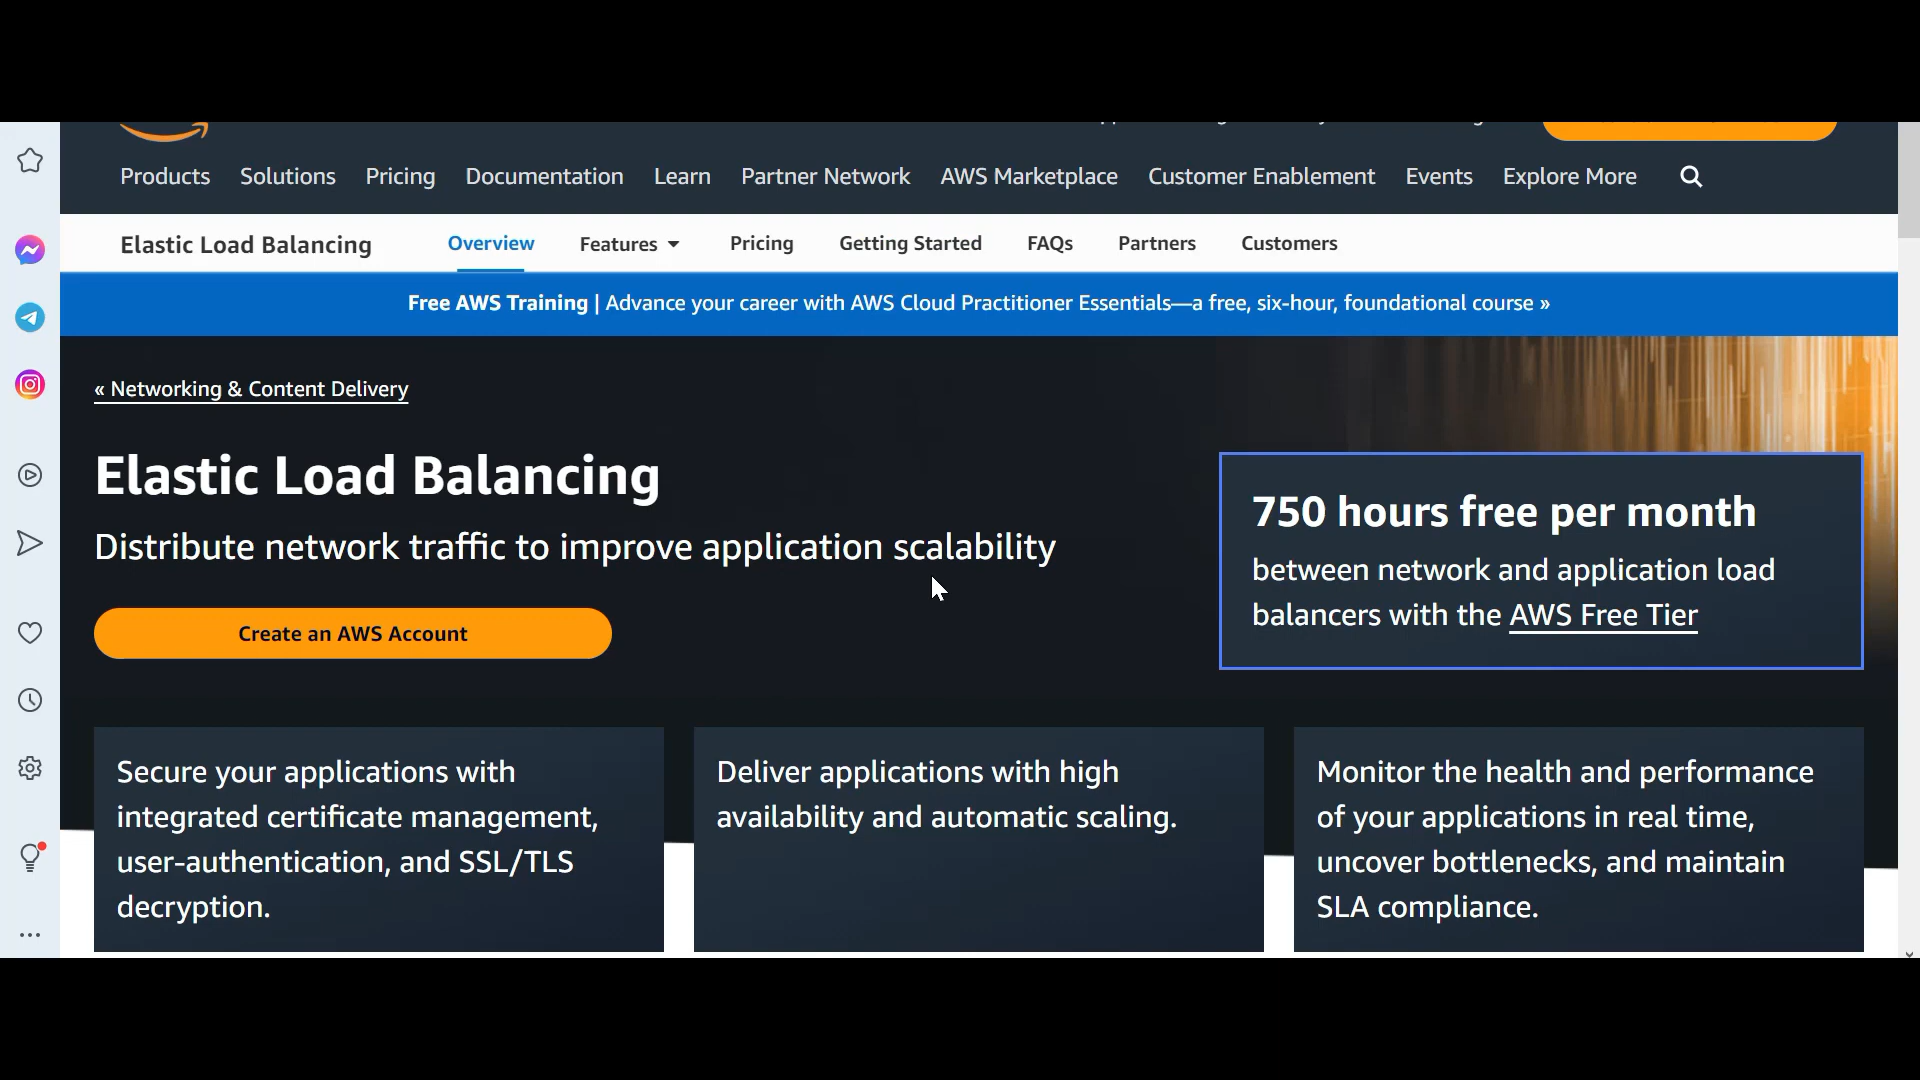 Products Solutions Pricing Documentation Learn Partner Network AWS Marketplace Customer Enablement Events Explore More
Elastic Load Balancing Overview Features Pricing Getting Started FAQs Partners Customers
Free AWS Training | Advance your career with AWS Cloud Practitioner Essentials—a free, six-hour, foundational course »
« Networking & Content Delivery
Elastic Load Balancing
Distribute network traffic to improve application scalability
Create an AWS Account
750 hours free per month
between network and application load
balancers with the AWS Free Tier
Secure your applications with
integrated certificate management,
user-authentication, and SSL/TLS
decryption.
Deliver applications with high
availability and automatic scaling.
Monitor the health and performance
of your applications in real time,
uncover bottlenecks, and maintain
SLA compliance.